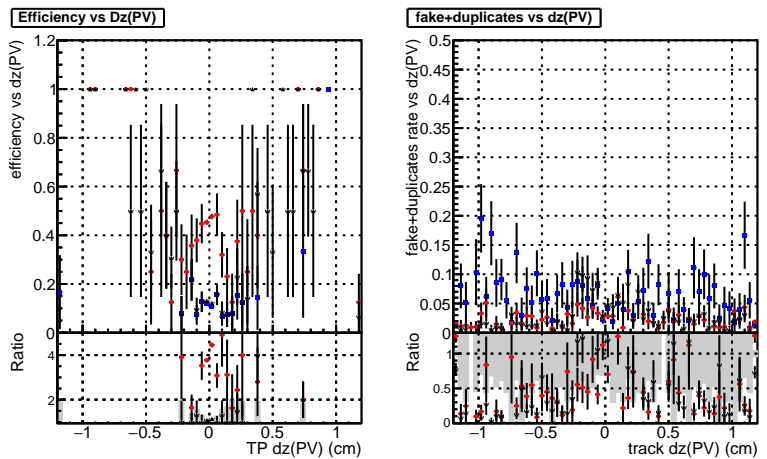 Efficiency vs Dz(PV)
efficiency vs dz(PV)
1.2
1
0.8
0.6
0.4
0.2
0
Ratio
4
2
−1 −0.5 0 0.5 1
TP dz(PV) (cm)
fake+duplicates vs dz(PV)
fake+duplicates rate vs dz(PV)
0.5
0.45
0.4
0.35
0.3
0.25
0.2
0.15
0.1
0.05
0
Ratio
1
0.5
0
−1 −0.5 0 0.5 1
track dz(PV) (cm)